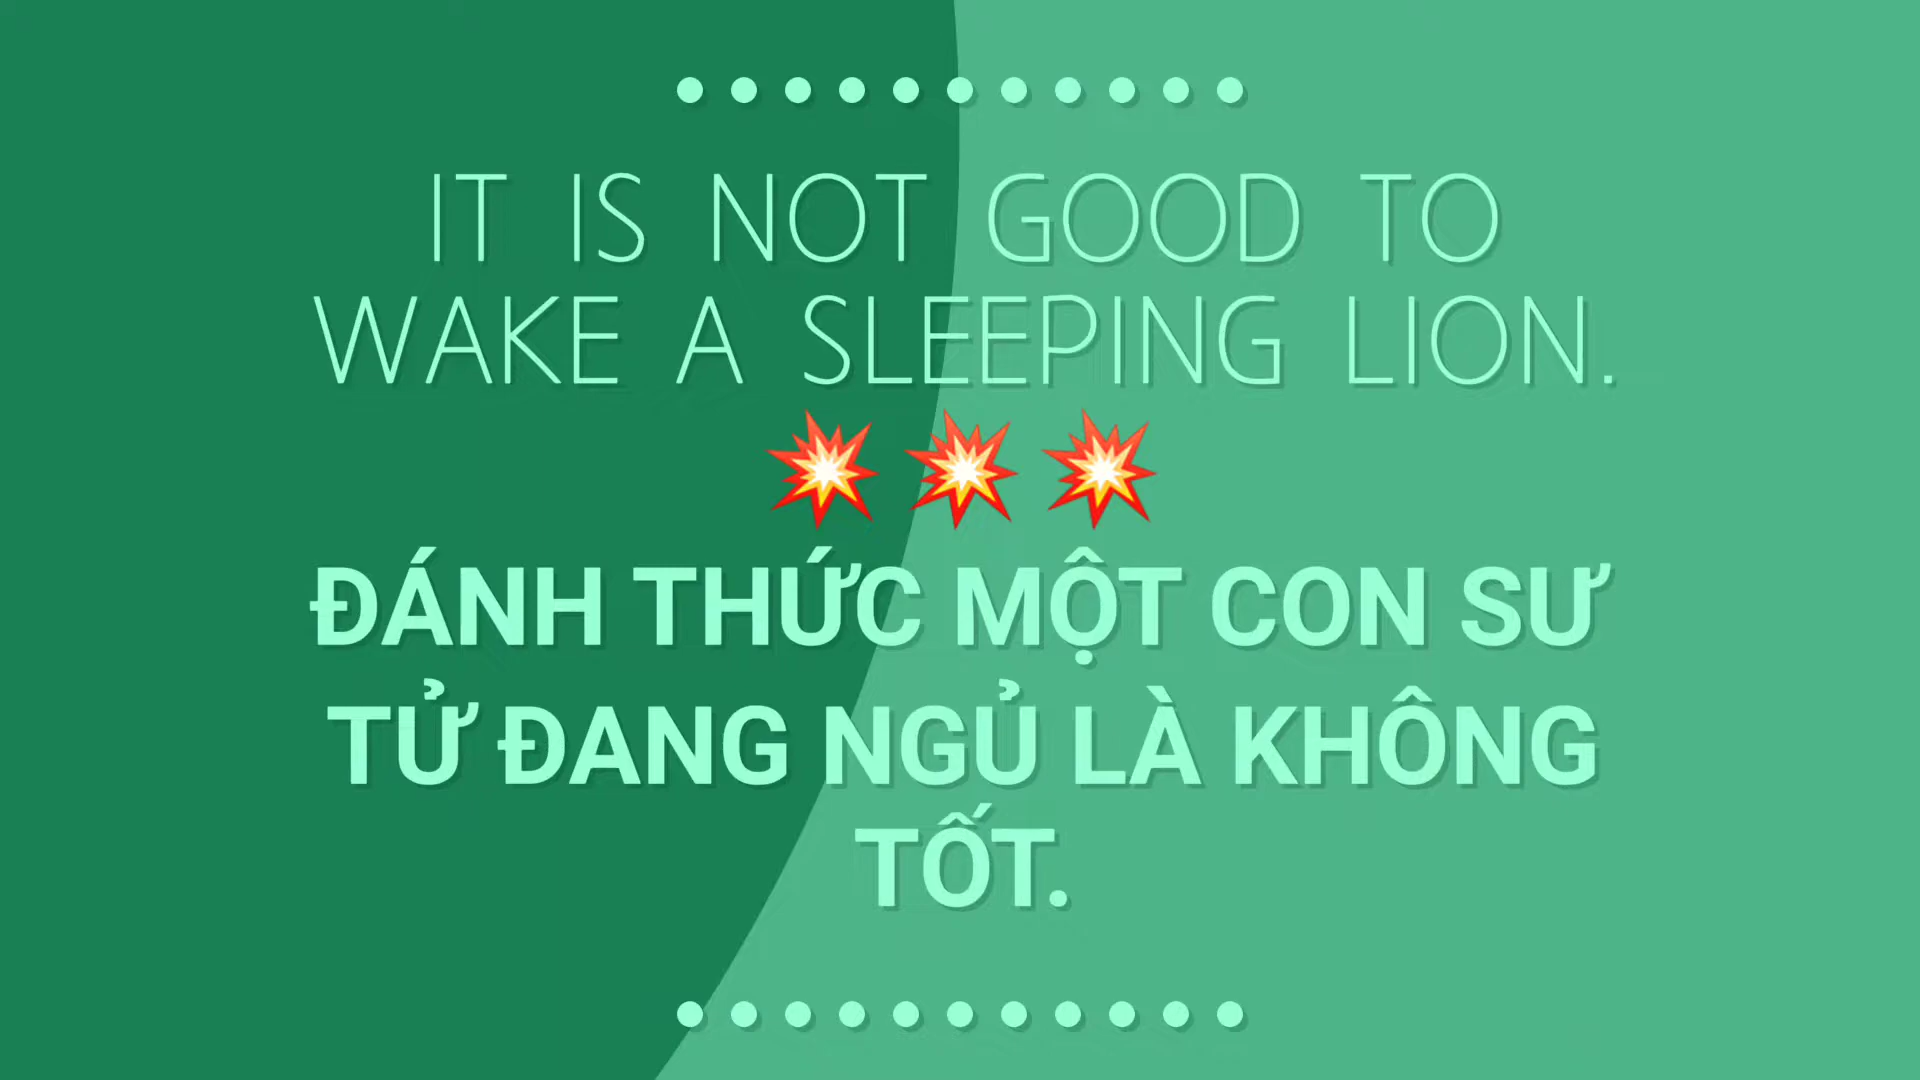 IT IS NOT GOOD TO
WAKE A SLEEPING LION.
💥💥💥
ĐÁNH THỨC MỘT CON SƯ
TỬ ĐANG NGỦ LÀ KHÔNG
TỐT.